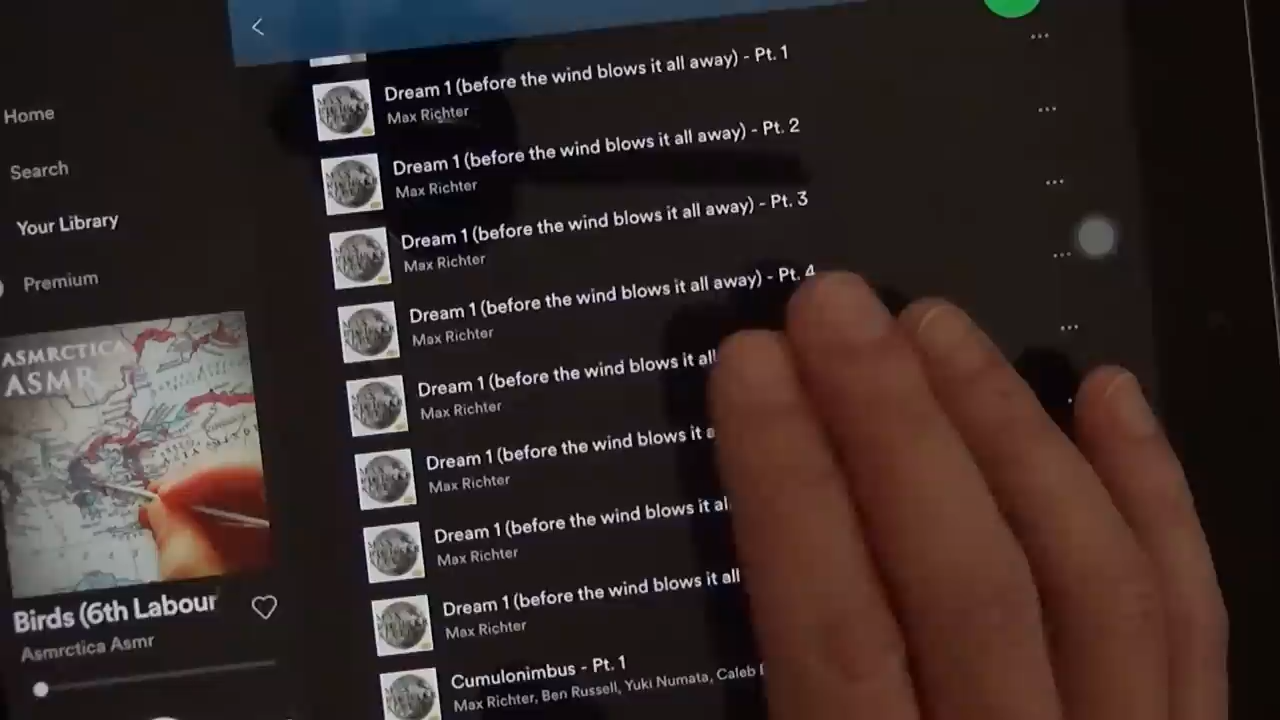 Home
Search
Your Library
Premium
ASMRCTICA
ASMR
Birds (6th Labour
Asmrctica Asmr
Dream 1 (before the wind blows it all away) - Pt. 1
Max Richter
Dream 1 (before the wind blows it all away) - Pt. 2
Max Richter
Dream 1 (before the wind blows it all away) - Pt. 3
Max Richter
Dream 1 (before the wind blows it all away) - Pt. 4
Max Richter
Dream 1 (before the wind blows it all
Max Richter
Dream 1 (before the wind blows it a
Max Richter
Dream 1 (before the wind blows it al
Max Richter
Dream 1 (before the wind blows it all
Max Richter
Cumulonimbus - Pt. 1
Max Richter, Ben Russell, Yuki Numata, Caleb